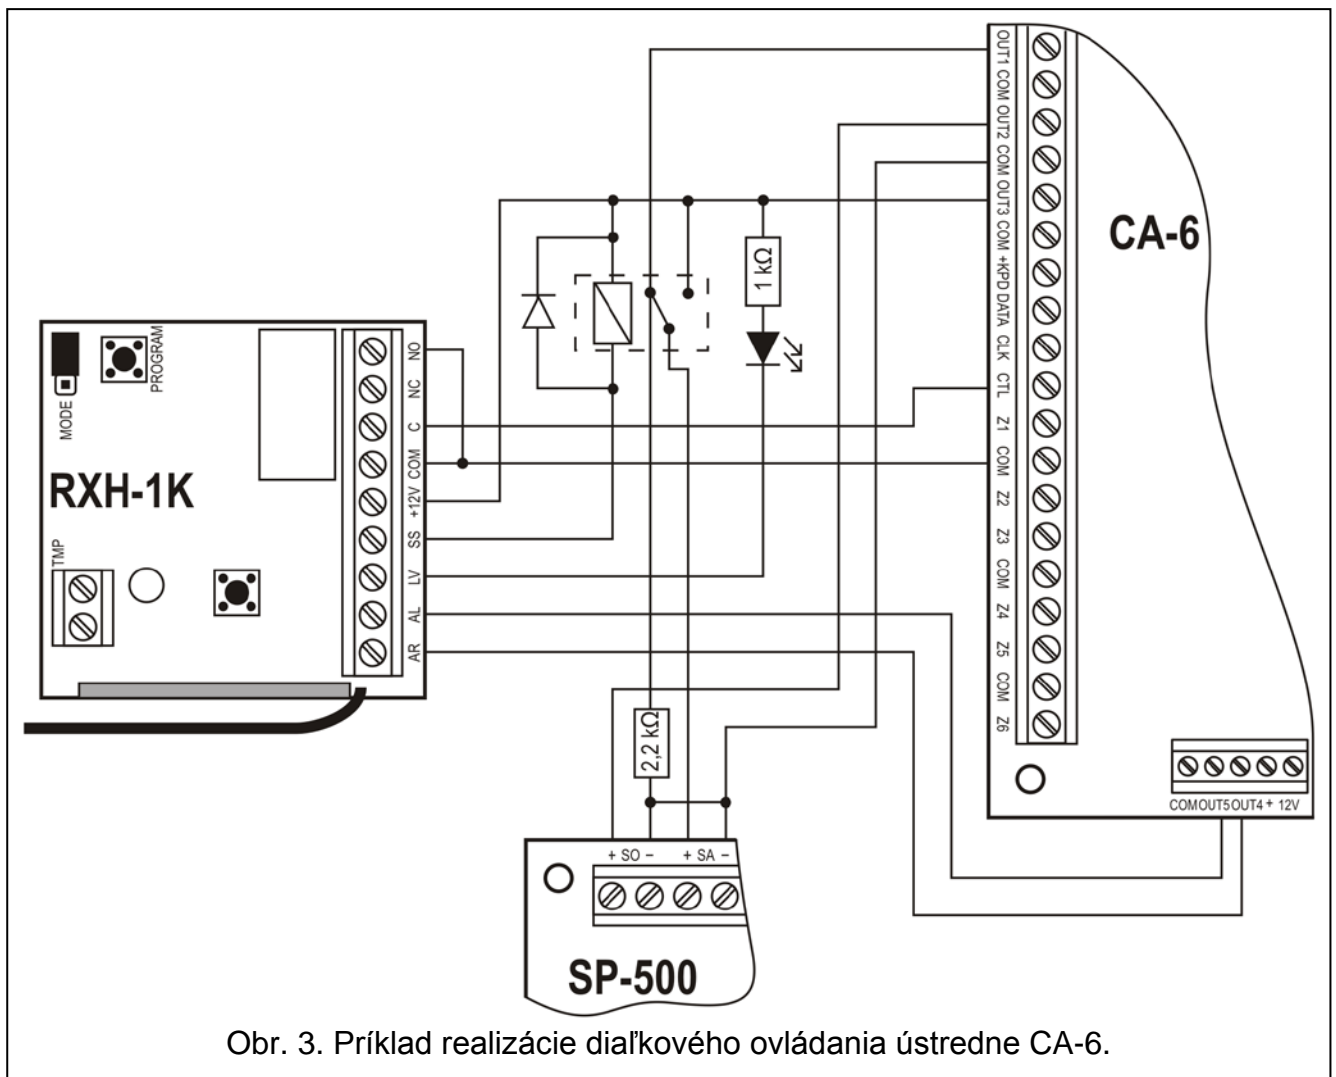 OUT1
COM
OUT2
COM
OUT3
COM
+KPD
DATA
CLK
CTL
Z1
COM
Z2
Z3
COM
Z4
Z5
COM
Z6
CA-6
1 kΩ
PROGRAM
MODE
NO
NC
C
COM
+12V
SS
LV
AL
AR
RXH-1K
TMP
2,2 kΩ
COM OUT5 OUT4 + 12V
+ SO − + SA −
SP-500
Obr. 3. Príklad realizácie diaľkového ovládania ústredne CA-6.